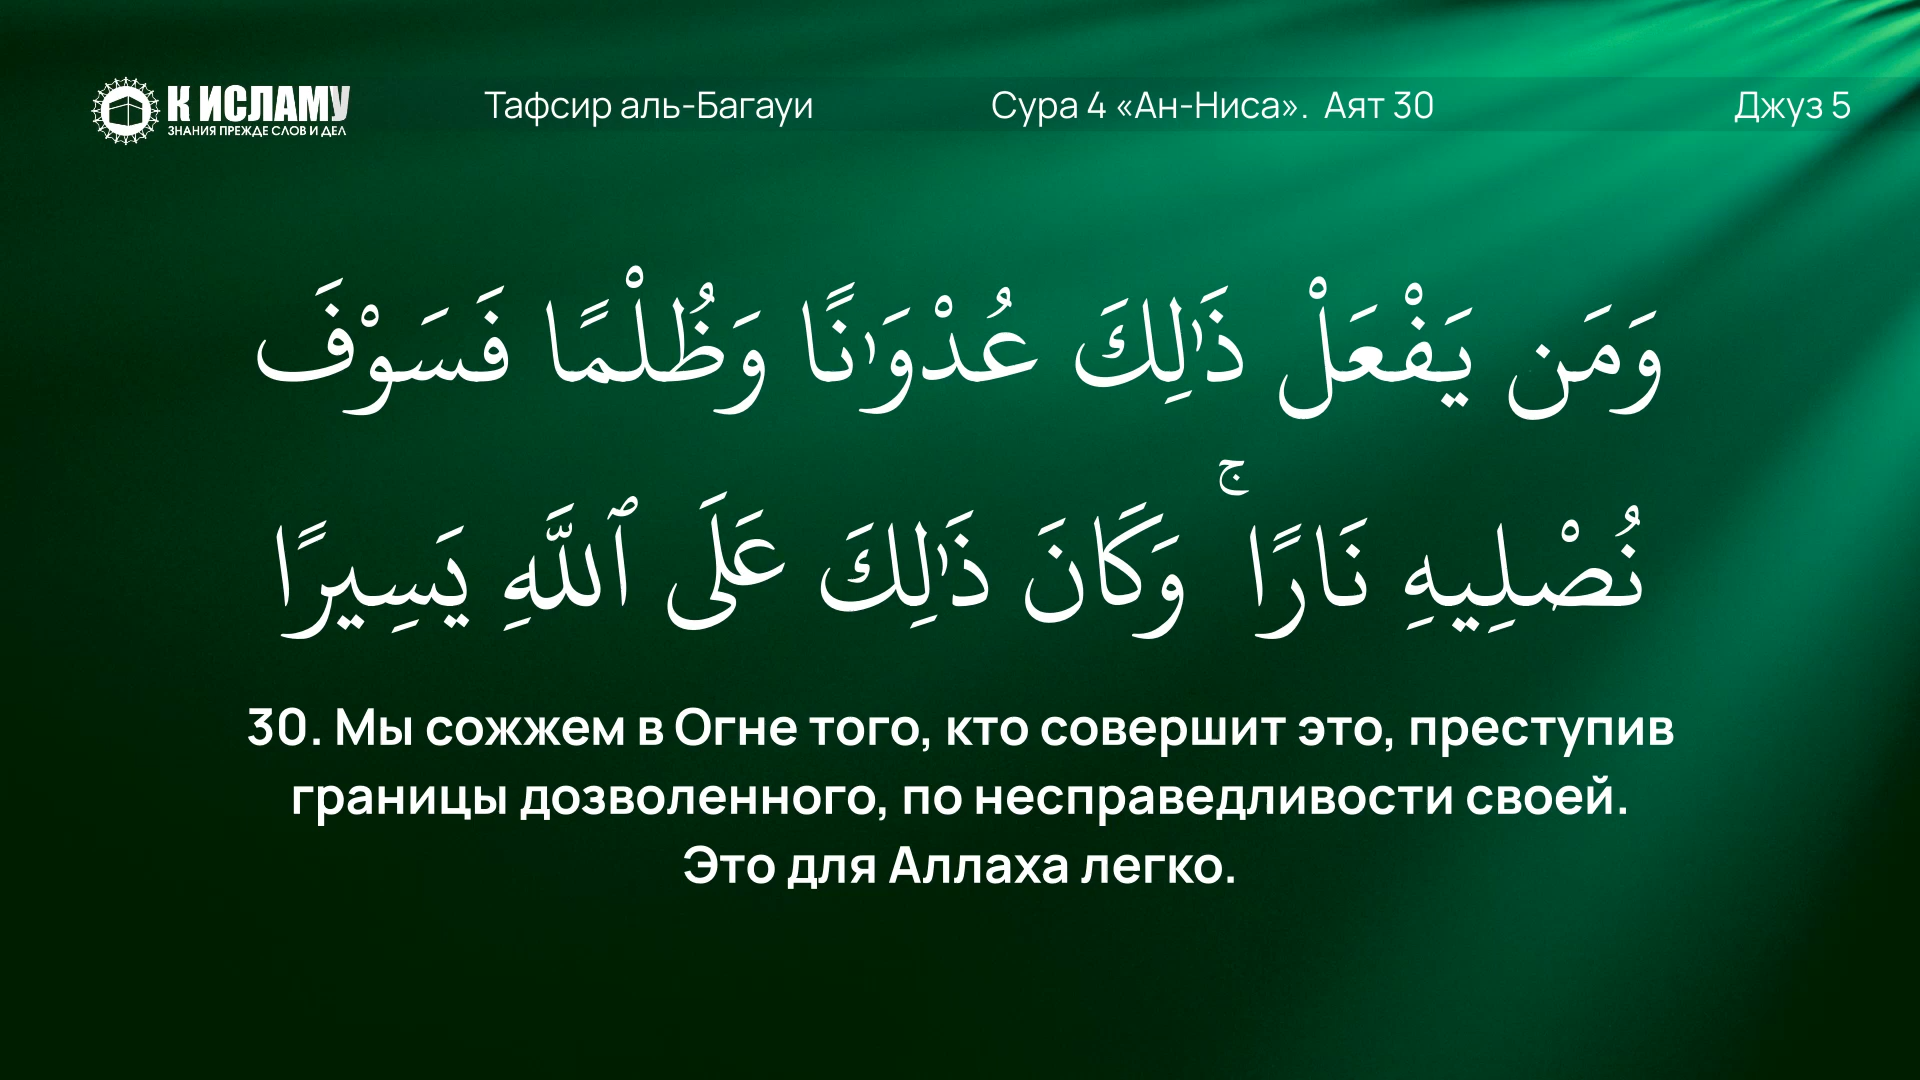 К ИСЛАМУ
ЗНАНИЯ ПРЕЖДЕ СЛОВ И ДЕЛ
Тафсир аль-Багауи
Сура 4 «Ан-Ниса». Аят 30
Джуз 5
وَمَن يَفْعَلْ ذَٰلِكَ عُدْوَٰنًا وَظُلْمًا فَسَوْفَ
نُصْلِيهِ نَارًا ۚ وَكَانَ ذَٰلِكَ عَلَى ٱللَّهِ يَسِيرًا
30. Мы сожжем в Огне того, кто совершит это, преступив
границы дозволенного, по несправедливости своей.
Это для Аллаха легко.